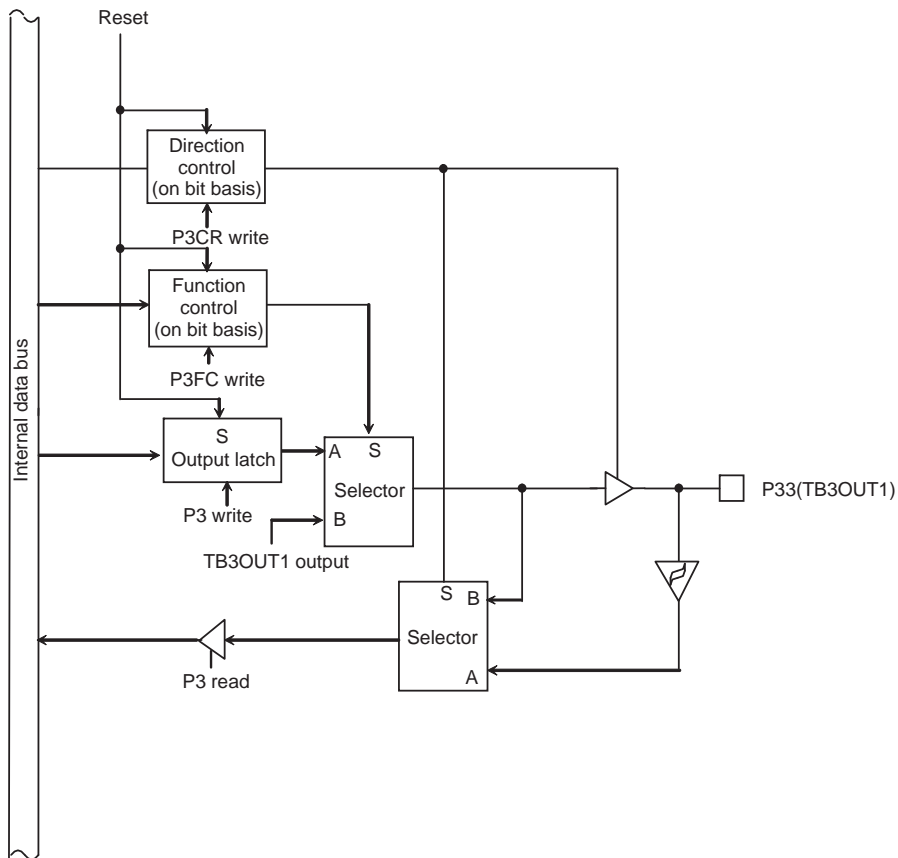 Reset
Direction
control
(on bit basis)
P3CR write
Function
control
(on bit basis)
P3FC write
Internal data bus
S
Output latch
A
S
Selector
B
P3 write
TB3OUT1 output
P33(TB3OUT1)
S
B
Selector
A
P3 read